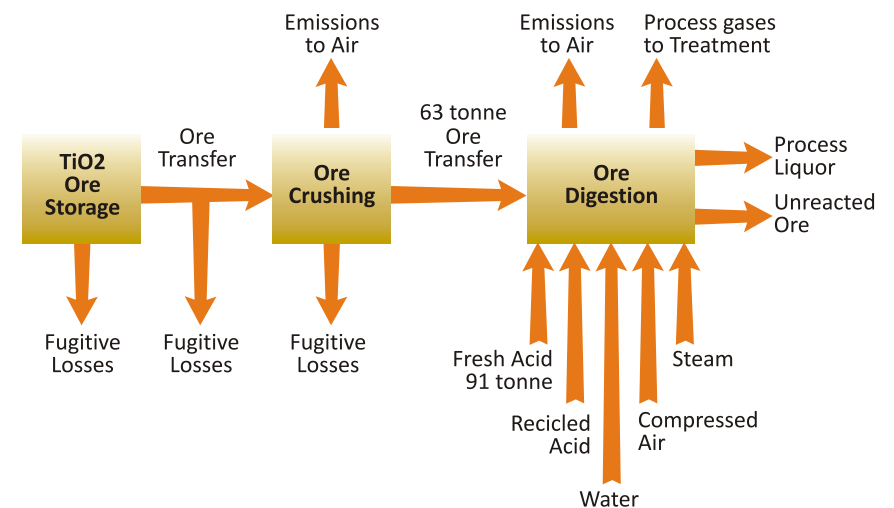 Emissions
to Air
Emissions
to Air
Process gases
to Treatment
TiO2
Ore
Storage
Ore
Transfer
Ore
Crushing
63 tonne
Ore
Transfer
Ore
Digestion
Process
Liquor
Unreacted
Ore
Fugitive
Losses
Fugitive
Losses
Fugitive
Losses
Fresh Acid
91 tonne
Recicled
Acid
Water
Compressed
Air
Steam